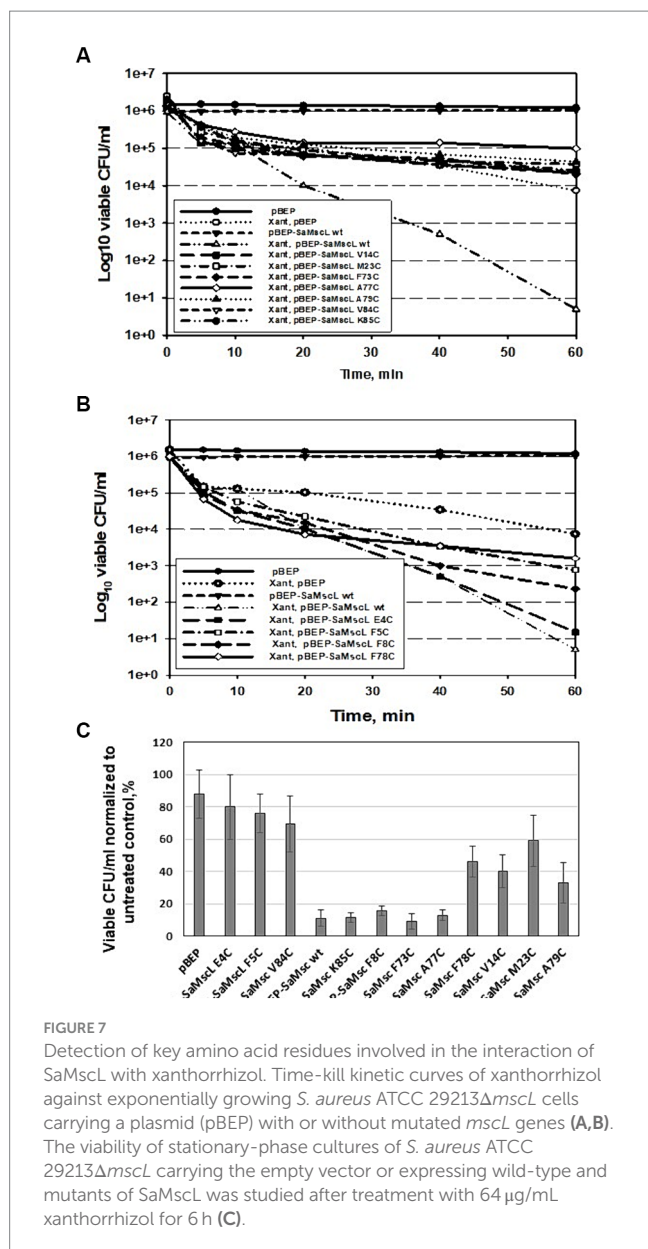 A
1e+7
1e+6
1e+5
1e+4
1e+3
1e+2
1e+1
1e+0
Log10 viable CFU/ml
pBEP
Xant, pBEP
pBEP-SaMscL wt
Xant, pBEP-SaMscL wt
Xant, pBEP-SaMscL V14C
Xant, pBEP-SaMscL M23C
Xant, pBEP-SaMscL F73C
Xant, pBEP-SaMscL A77C
Xant, pBEP-SaMscL A79C
Xant, pBEP-SaMscL V84C
Xant, pBEP-SaMscL K85C
0 10 20 30 40 50 60
Time, min
B
1e+7
1e+6
1e+5
1e+4
1e+3
1e+2
1e+1
1e+0
Log10 viable CFU/ml
pBEP
Xant, pBEP
pBEP-SaMscL wt
Xant, pBEP-SaMscL wt
Xant, pBEP-SaMscL E4C
Xant, pBEP-SaMscL F5C
Xant, pBEP-SaMscL F8C
Xant, pBEP-SaMscL F78C
0 10 20 30 40 50 60
Time, min
C
Viable CFU/ml normalized to
untreated control,%
120
100
80
60
40
20
0
pBEP
-SaMscL E4C
-SaMscL F5C
SaMsc V84C
EP-SaMsc wt
SaMsc K85C
P-SaMsc F8C
SaMsc F73C
SaMsc A77C
SaMsc F78C
SaMsc V14C
SaMsc M23C
SaMsc A79C
FIGURE 7
Detection of key amino acid residues involved in the interaction of
SaMscL with xanthorrhizol. Time-kill kinetic curves of xanthorrhizol
against exponentially growing S. aureus ATCC 29213ΔmscL cells
carrying a plasmid (pBEP) with or without mutated mscL genes (A,B).
The viability of stationary-phase cultures of S. aureus ATCC
29213ΔmscL carrying the empty vector or expressing wild-type and
mutants of SaMscL was studied after treatment with 64 μg/mL
xanthorrhizol for 6 h (C).